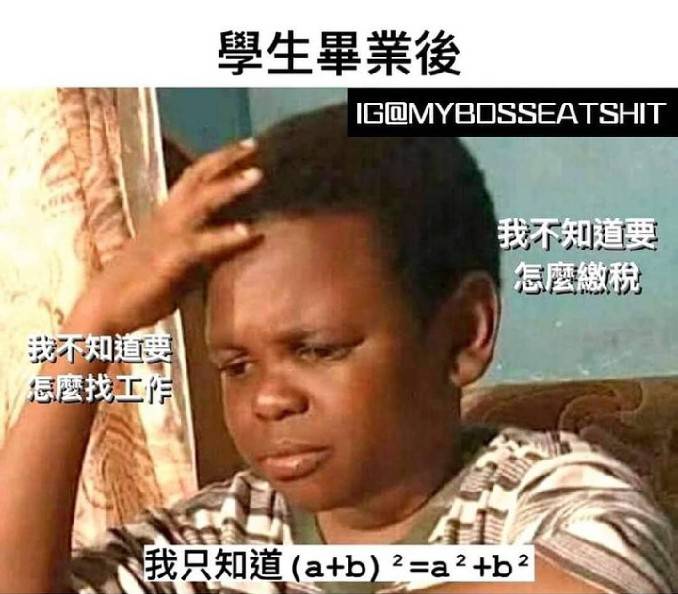 學生畢業後
IG@MYBOSSEATSHIT
我不知道要
怎麼繳稅
我不知道要
怎麼找工作
我只知道(a+b)²=a²+b²